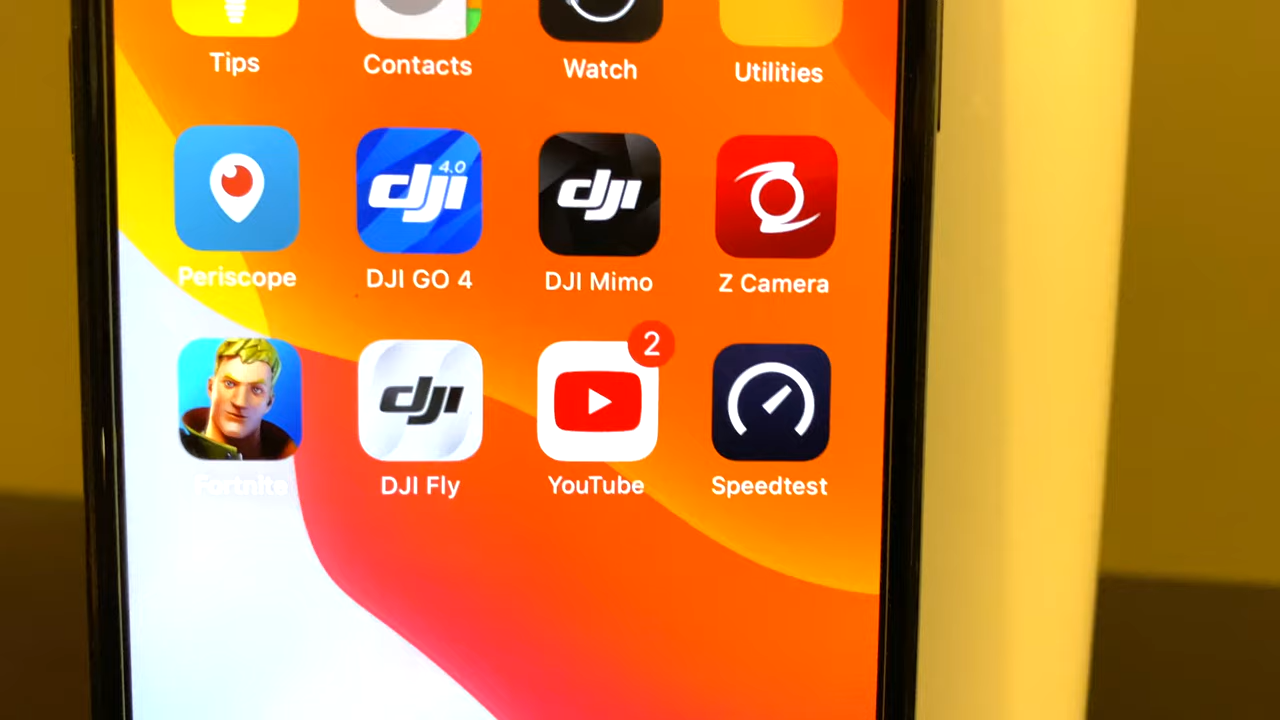 Tips Contacts Watch Utilities
4.0
dji dji
Periscope DJI GO 4 DJI Mimo Z Camera
2
dji
Fortnite DJI Fly YouTube Speedtest